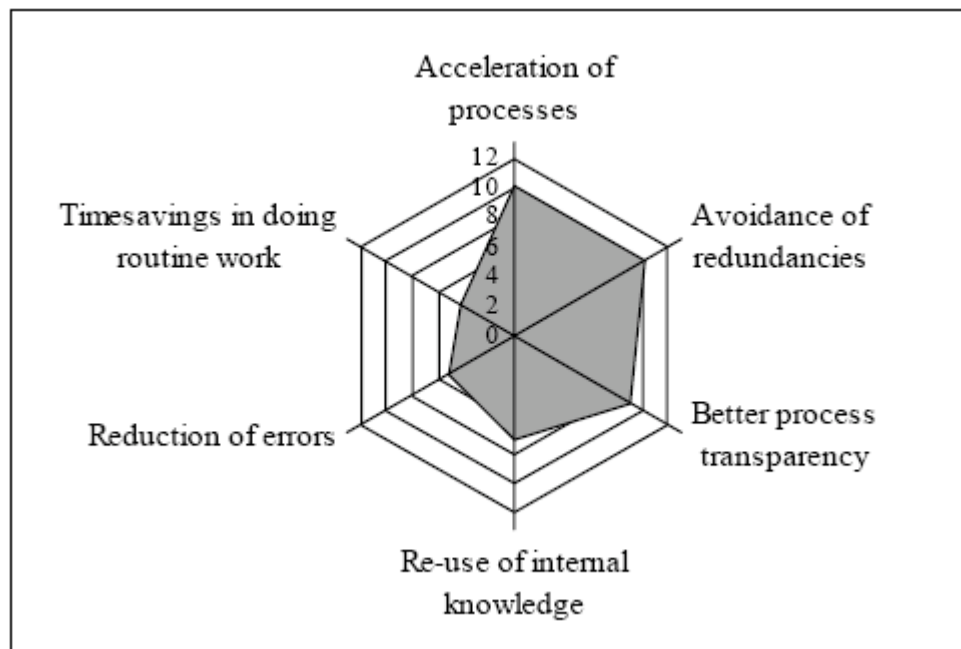 Acceleration of
processes
12
10
8
6
4
2
0
Timesavings in doing
routine work
Avoidance of
redundancies
Reduction of errors
Better process
transparency
Re-use of internal
knowledge